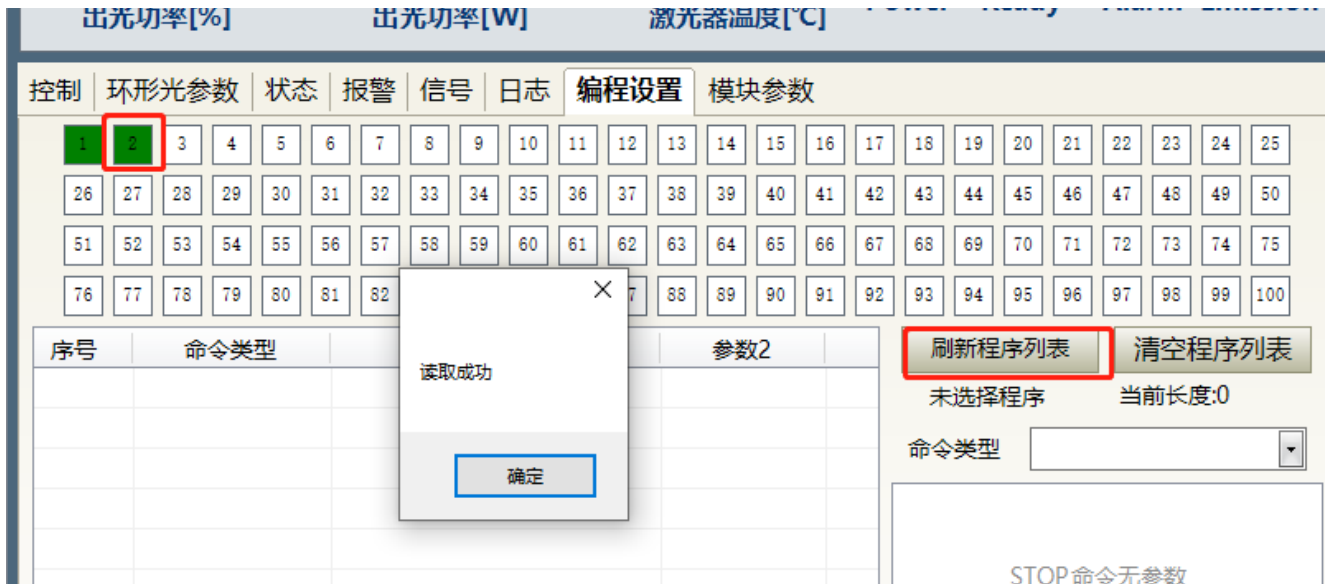 出光功率[%] 出光功率[W] 激光器温度[℃] Power Ready Alarm Emission
控制 环形光参数 状态 报警 信号 日志 编程设置 模块参数
1 2 3 4 5 6 7 8 9 10 11 12 13 14 15 16 17 18 19 20 21 22 23 24 25
26 27 28 29 30 31 32 33 34 35 36 37 38 39 40 41 42 43 44 45 46 47 48 49 50
51 52 53 54 55 56 57 58 59 60 61 62 63 64 65 66 67 68 69 70 71 72 73 74 75
76 77 78 79 80 81 82 7 88 89 90 91 92 93 94 95 96 97 98 99 100
序号 命令类型 参数2 刷新程序列表 清空程序列表
读取成功
未选择程序 当前长度:0
命令类型
确定
STOP命令无参数